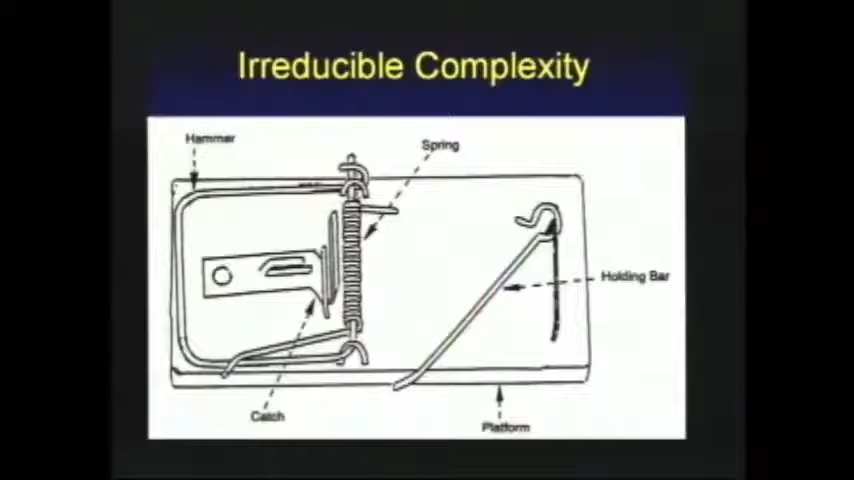 Irreducible Complexity
Hammer
Spring
Holding Bar
Catch
Platform